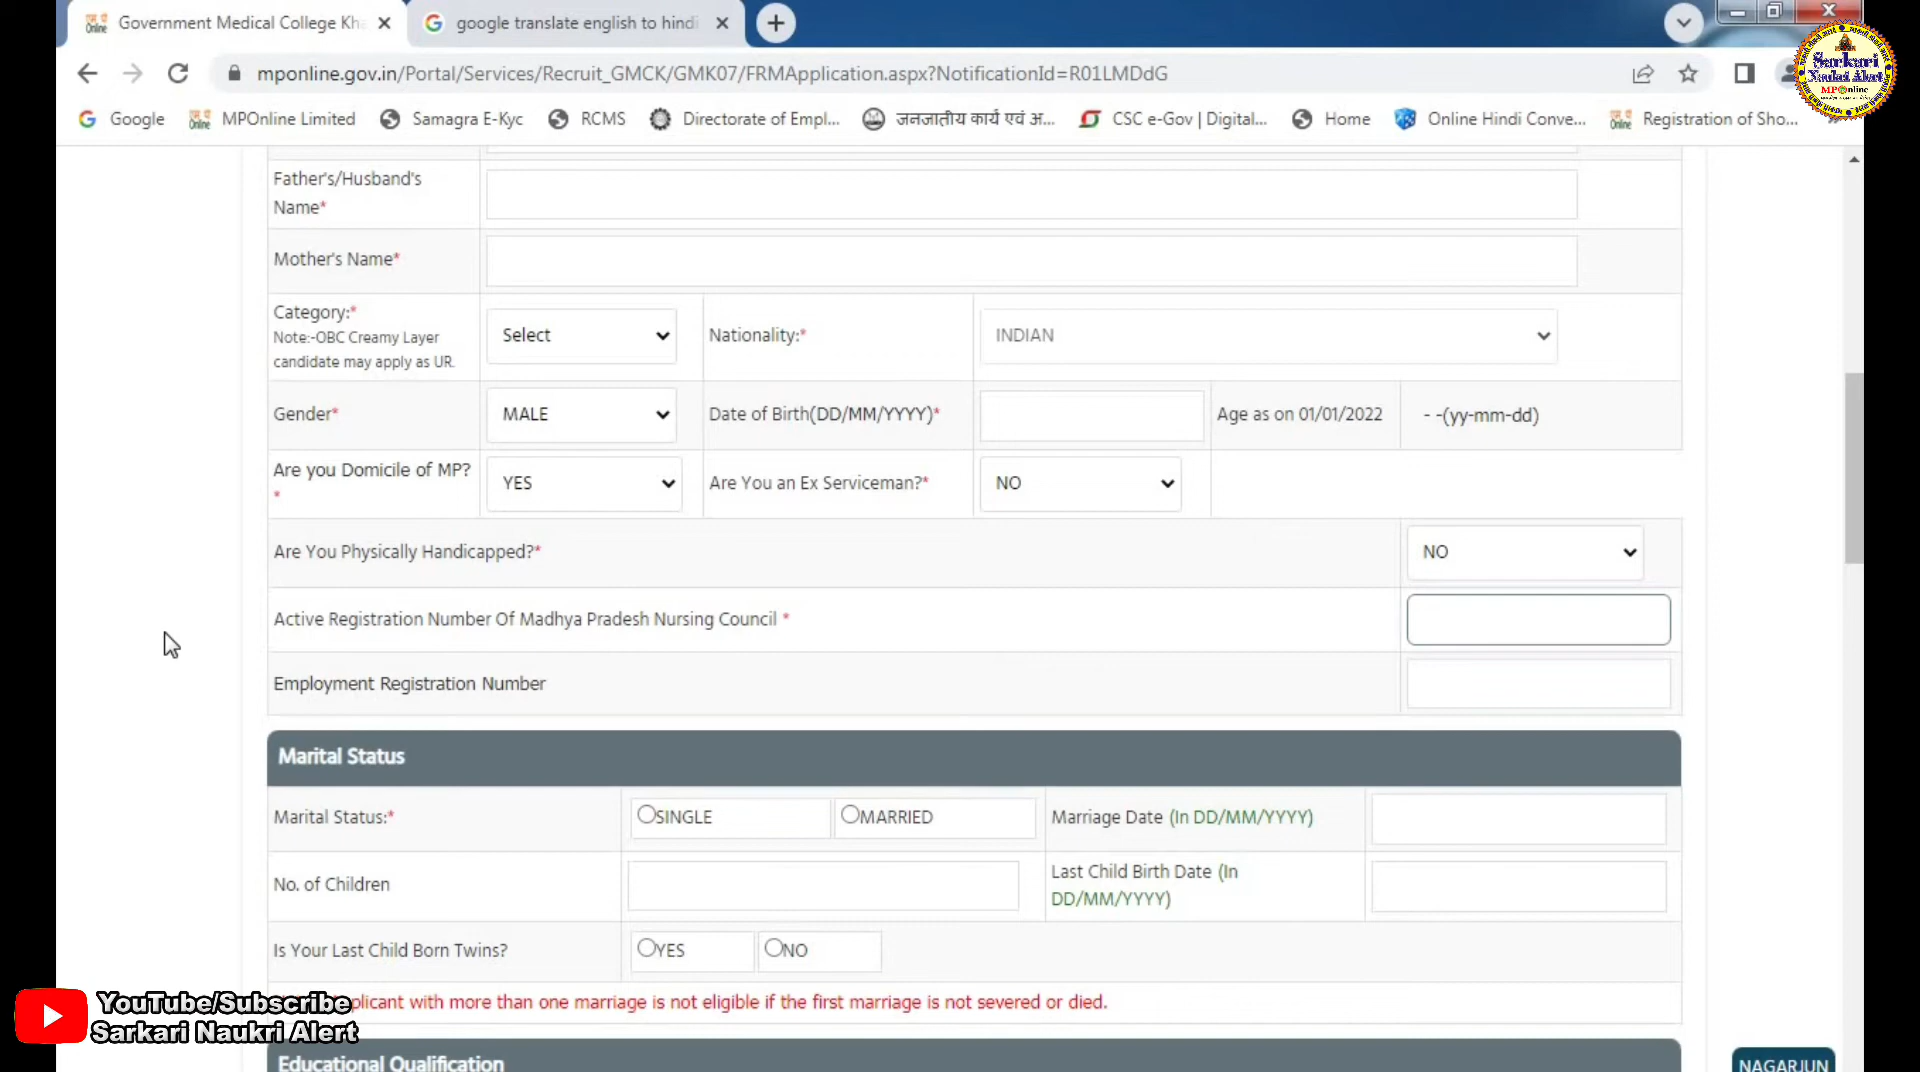 Government Medical College Kha
google translate english to hindi
mponline.gov.in/Portal/Services/Recruit_GMCK/GMK07/FRMApplication.aspx?NotificationId=R01LMDdG
Google
MPOnline Limited
Samagra E-Kyc
RCMS
Directorate of Empl...
जनजातीय कार्य एवं अ...
CSC e-Gov | Digital...
Home
Online Hindi Conve...
Registration of Sho...
Sarkari
Naukri Alert
MPOnline
Father's/Husband's
Name*
Mother's Name*
Category:*
Note:-OBC Creamy Layer
candidate may apply as UR.
Select
Nationality:*
INDIAN
Gender*
MALE
Date of Birth(DD/MM/YYYY)*
Age as on 01/01/2022
- -(yy-mm-dd)
Are you Domicile of MP?
*
YES
Are You an Ex Serviceman?*
NO
Are You Physically Handicapped?*
NO
Active Registration Number Of Madhya Pradesh Nursing Council *
Employment Registration Number
Marital Status
Marital Status:*
SINGLE
MARRIED
Marriage Date (In DD/MM/YYYY)
No. of Children
Last Child Birth Date (In
DD/MM/YYYY)
Is Your Last Child Born Twins?
YES
NO
plicant with more than one marriage is not eligible if the first marriage is not severed or died.
YouTube/Subscribe
Sarkari Naukri Alert
Educational Qualification
NAGARJUN